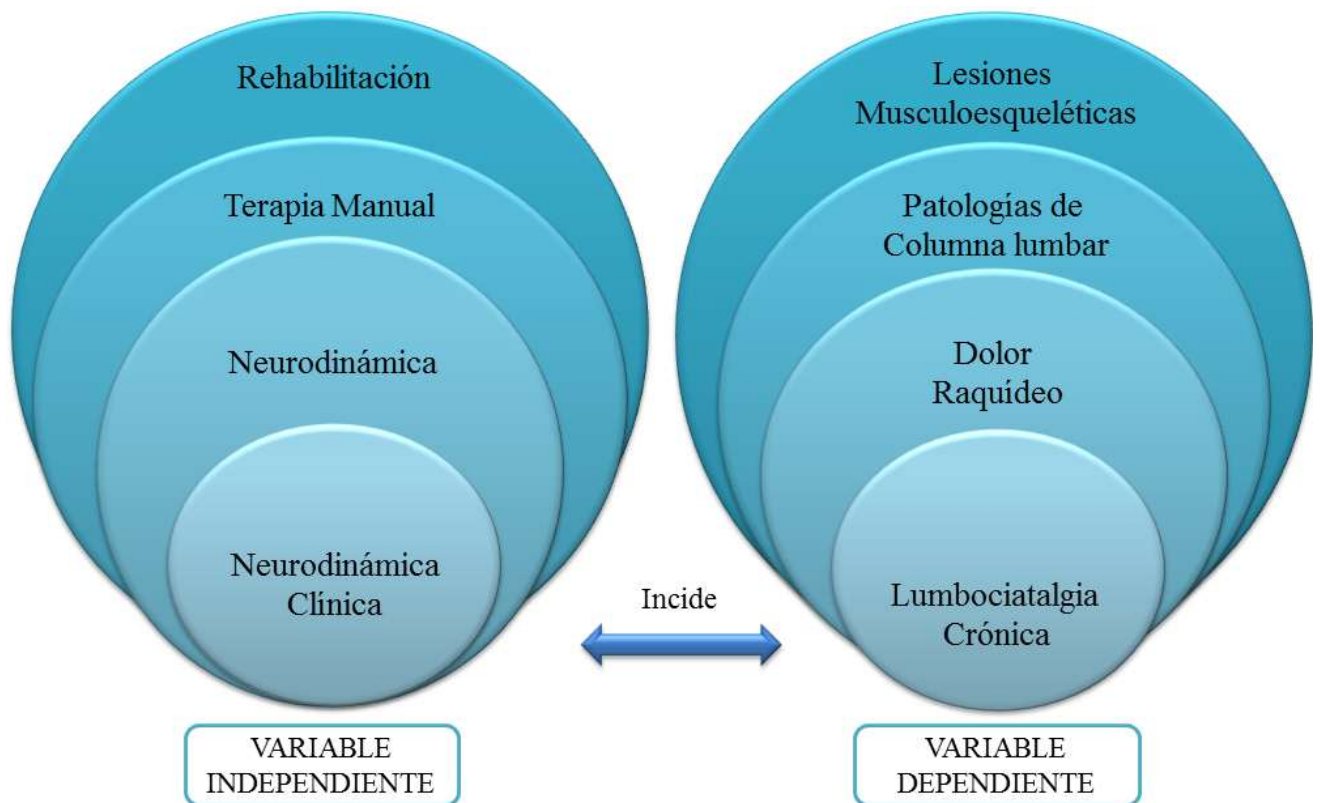 Rehabilitación
Terapia Manual
Neurodinámica
Neurodinámica
Clínica
VARIABLE
INDEPENDIENTE
Incide
Lesiones
Musculoesqueléticas
Patologías de
Columna lumbar
Dolor
Raquídeo
Lumbociatalgia
Crónica
VARIABLE
DEPENDIENTE